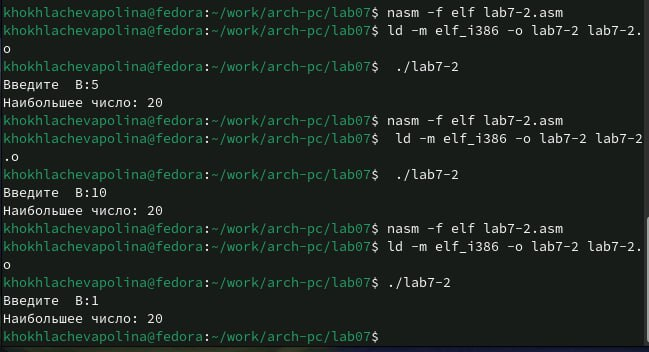 khokhlachevapolina@fedora:~/work/arch-pc/lab07$ nasm -f elf lab7-2.asm
khokhlachevapolina@fedora:~/work/arch-pc/lab07$ ld -m elf_i386 -o lab7-2 lab7-2.
o
khokhlachevapolina@fedora:~/work/arch-pc/lab07$  ./lab7-2
Введите  B:5
Наибольшее число: 20
khokhlachevapolina@fedora:~/work/arch-pc/lab07$ nasm -f elf lab7-2.asm
khokhlachevapolina@fedora:~/work/arch-pc/lab07$  ld -m elf_i386 -o lab7-2 lab7-2
.o
khokhlachevapolina@fedora:~/work/arch-pc/lab07$  ./lab7-2
Введите  B:10
Наибольшее число: 20
khokhlachevapolina@fedora:~/work/arch-pc/lab07$ nasm -f elf lab7-2.asm
khokhlachevapolina@fedora:~/work/arch-pc/lab07$ ld -m elf_i386 -o lab7-2 lab7-2.
o
khokhlachevapolina@fedora:~/work/arch-pc/lab07$ ./lab7-2
Введите  B:1
Наибольшее число: 20
khokhlachevapolina@fedora:~/work/arch-pc/lab07$